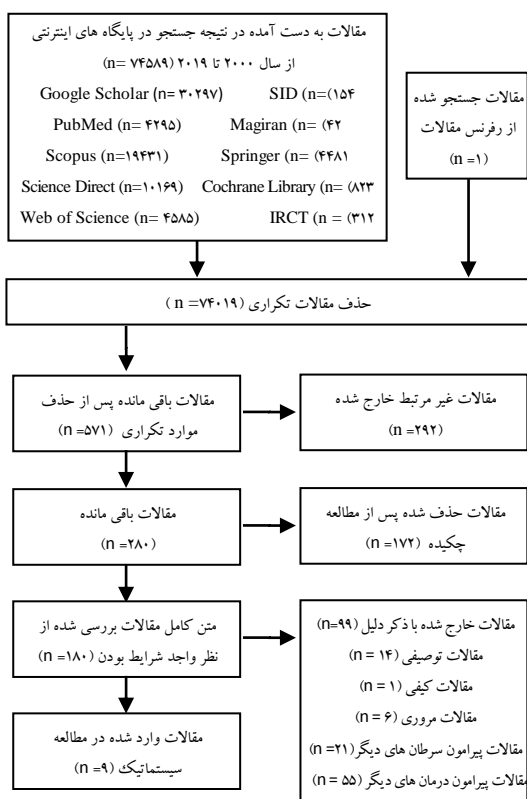 مقالات به دست آمده در نتیجه جستجو در پایگاه های اینترنتی
از سال ۲۰۰۰ تا ۲۰۱۹ (n= ۷۴۵۸۹)
Google Scholar (n= ۳۰۲۹۷) SID (n=(۱۵۴
PubMed (n= ۴۲۹۵) Magiran (n= (۴۲
Scopus (n=۱۹۴۳۱) Springer (n= (۴۴۸۱
Science Direct (n=۱۰۱۶۹) Cochrane Library (n= (۸۲۳
Web of Science (n= ۴۵۸۵) IRCT (n = (۳۱۲
مقالات جستجو شده
از رفرنس مقالات
(n =۱)
حذف مقالات تکراری (n =۷۴۰۱۹ )
مقالات باقی مانده پس از حذف
موارد تکراری (n =۵۷۱)
مقالات غیر مرتبط خارج شده
(n =۲۹۲)
مقالات باقی مانده
(n =۲۸۰)
مقالات حذف شده پس از مطالعه
چکیده (n =۱۷۲)
متن کامل مقالات بررسی شده از
نظر واجد شرایط بودن (n =۱۸۰)
مقالات خارج شده با ذکر دلیل (n=۹۹)
مقالات توصیفی (n = ۱۴)
مقالات کیفی (n = ۱)
مقالات مروری (n = ۶)
مقالات پیرامون سرطان های دیگر (n =۲۱)
مقالات پیرامون درمان های دیگر (n = ۵۵)
مقالات وارد شده در مطالعه
سیستماتیک (n =۹)